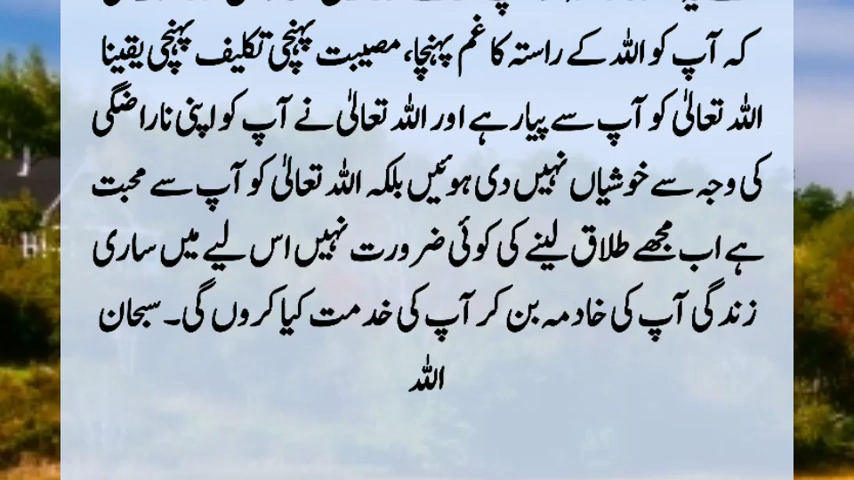 کہ آپ کو اللہ کے راستہ کا غم پہنچا، مصیبت پہنچی تکلیف پہنچی یقینا
اللہ تعالیٰ کو آپ سے پیار ہے اور اللہ تعالیٰ نے آپ کو اپنی ناراضگی
کی وجہ سے خوشیاں نہیں دی ہوئیں بلکہ اللہ تعالیٰ کو آپ سے محبت
ہے اب مجھے طلاق لینے کی کوئی ضرورت نہیں اس لیے میں ساری
زندگی آپ کی خادمہ بن کر آپ کی خدمت کیا کروں گی۔ سبحان
اللہ